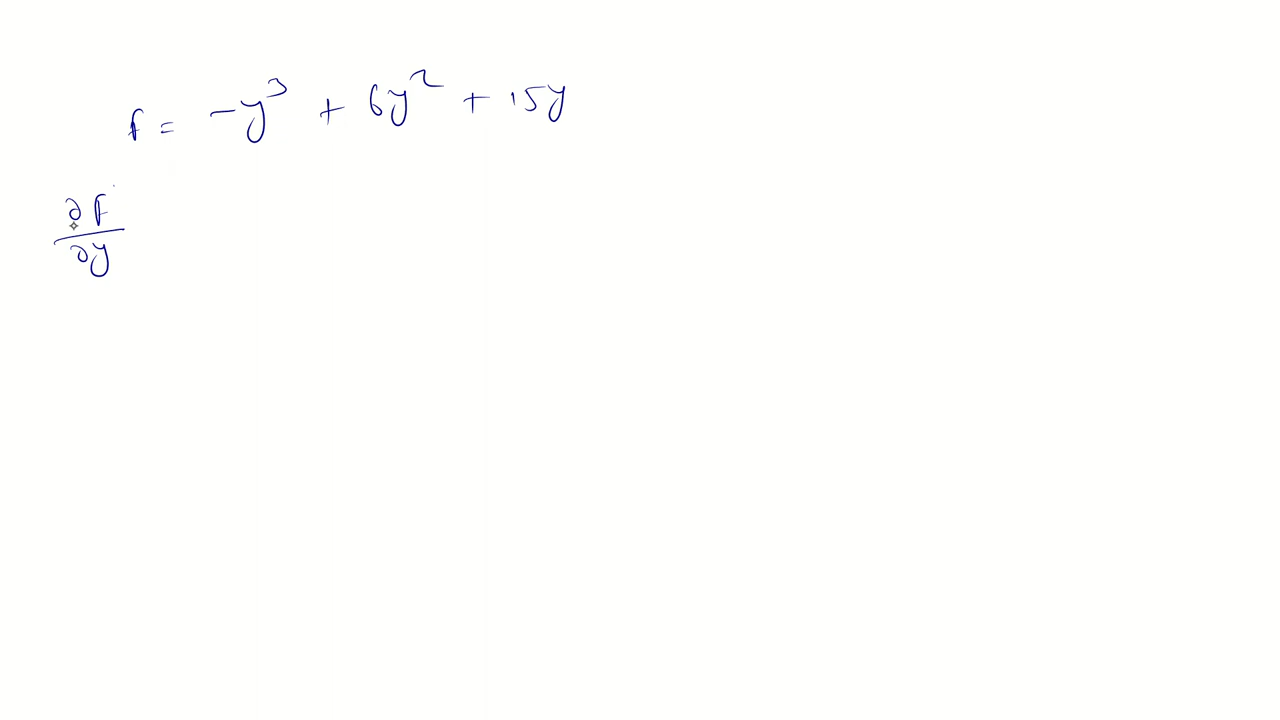 f = -y³ + 6y² + 15y
∂f
∂y